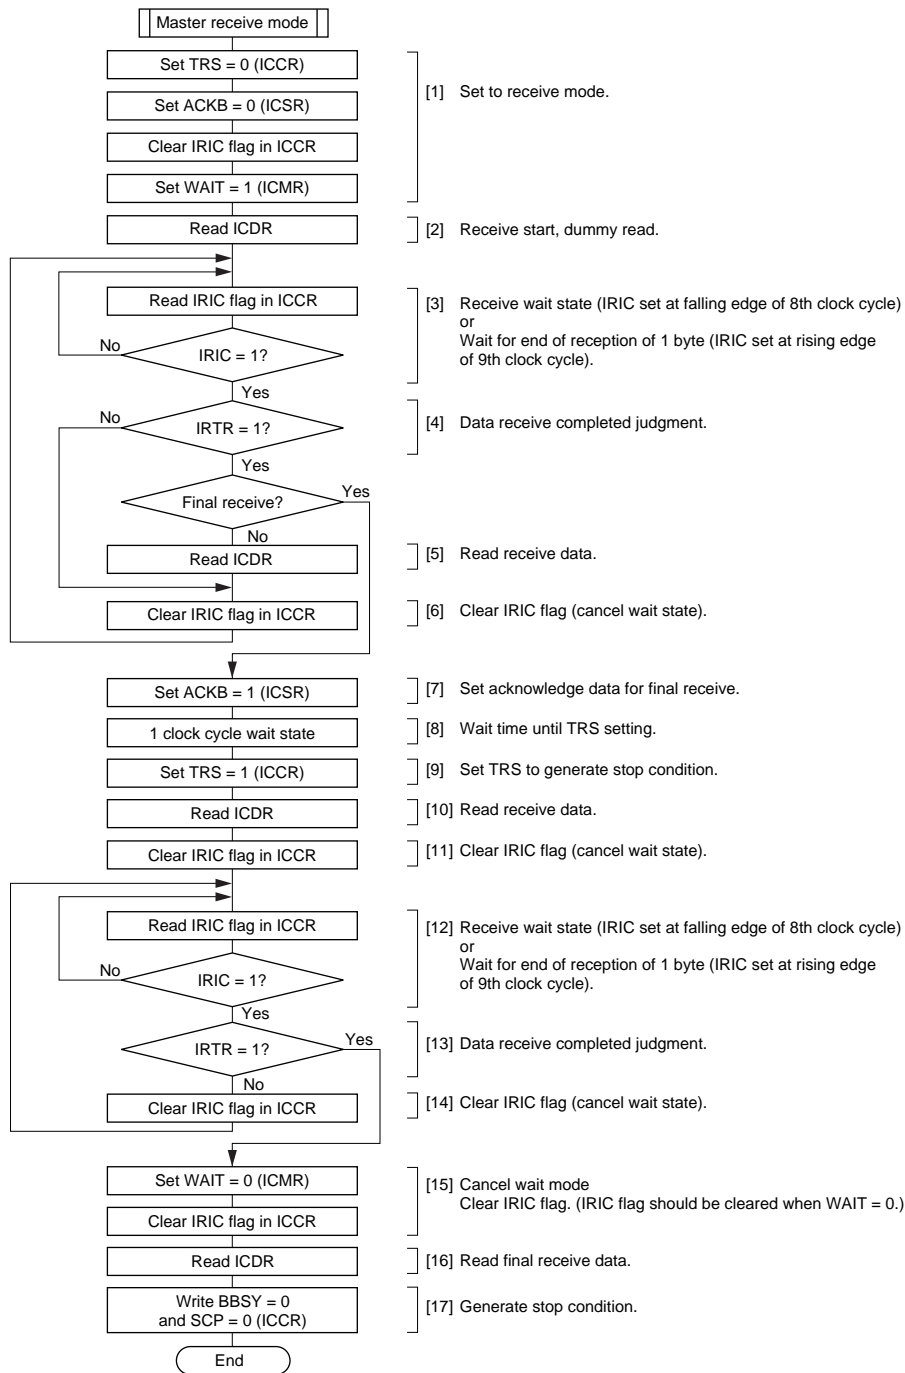 Master receive mode
Set TRS = 0 (ICCR)
[1] Set to receive mode.
Set ACKB = 0 (ICSR)
Clear IRIC flag in ICCR
Set WAIT = 1 (ICMR)
Read ICDR
[2] Receive start, dummy read.
Read IRIC flag in ICCR
[3] Receive wait state (IRIC set at falling edge of 8th clock cycle)
or
Wait for end of reception of 1 byte (IRIC set at rising edge
of 9th clock cycle).
No
IRIC = 1?
Yes
No
IRTR = 1?
[4] Data receive completed judgment.
Yes
Final receive?
Yes
No
Read ICDR
[5] Read receive data.
Clear IRIC flag in ICCR
[6] Clear IRIC flag (cancel wait state).
Set ACKB = 1 (ICSR)
[7] Set acknowledge data for final receive.
1 clock cycle wait state
[8] Wait time until TRS setting.
Set TRS = 1 (ICCR)
[9] Set TRS to generate stop condition.
Read ICDR
[10] Read receive data.
Clear IRIC flag in ICCR
[11] Clear IRIC flag (cancel wait state).
Read IRIC flag in ICCR
[12] Receive wait state (IRIC set at falling edge of 8th clock cycle)
or
Wait for end of reception of 1 byte (IRIC set at rising edge
of 9th clock cycle).
No
IRIC = 1?
Yes
IRTR = 1?
Yes
[13] Data receive completed judgment.
No
Clear IRIC flag in ICCR
[14] Clear IRIC flag (cancel wait state).
Set WAIT = 0 (ICMR)
[15] Cancel wait mode
Clear IRIC flag. (IRIC flag should be cleared when WAIT = 0.)
Clear IRIC flag in ICCR
Read ICDR
[16] Read final receive data.
Write BBSY = 0
and SCP = 0 (ICCR)
[17] Generate stop condition.
End